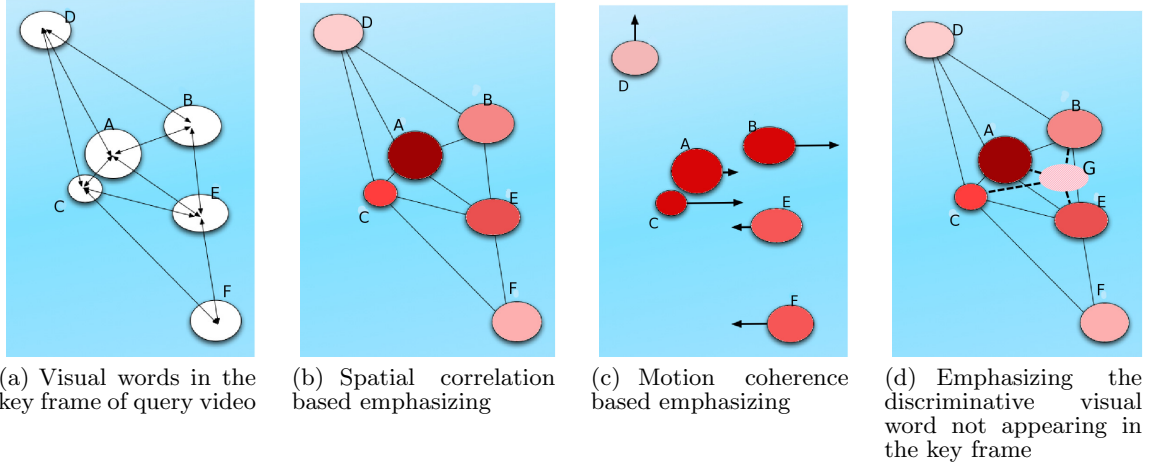 D
B
A
E
C
F
D
B
A
E
C
F
D
B
A
E
C
F
D
B
A
G
E
C
F
(a) Visual words in the
key frame of query video
(b) Spatial correlation
based emphasizing
(c) Motion coherence
based emphasizing
(d) Emphasizing the
discriminative visual
word not appearing in
the key frame